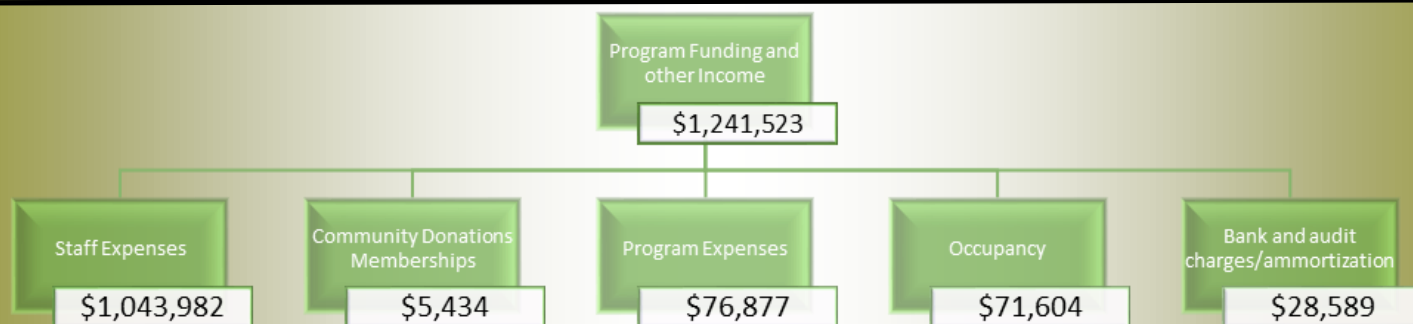 Program Funding and
other Income
$1,241,523
Staff Expenses
$1,043,982
Community Donations
Memberships
$5,434
Program Expenses
$76,877
Occupancy
$71,604
Bank and audit
charges/ammortization
$28,589